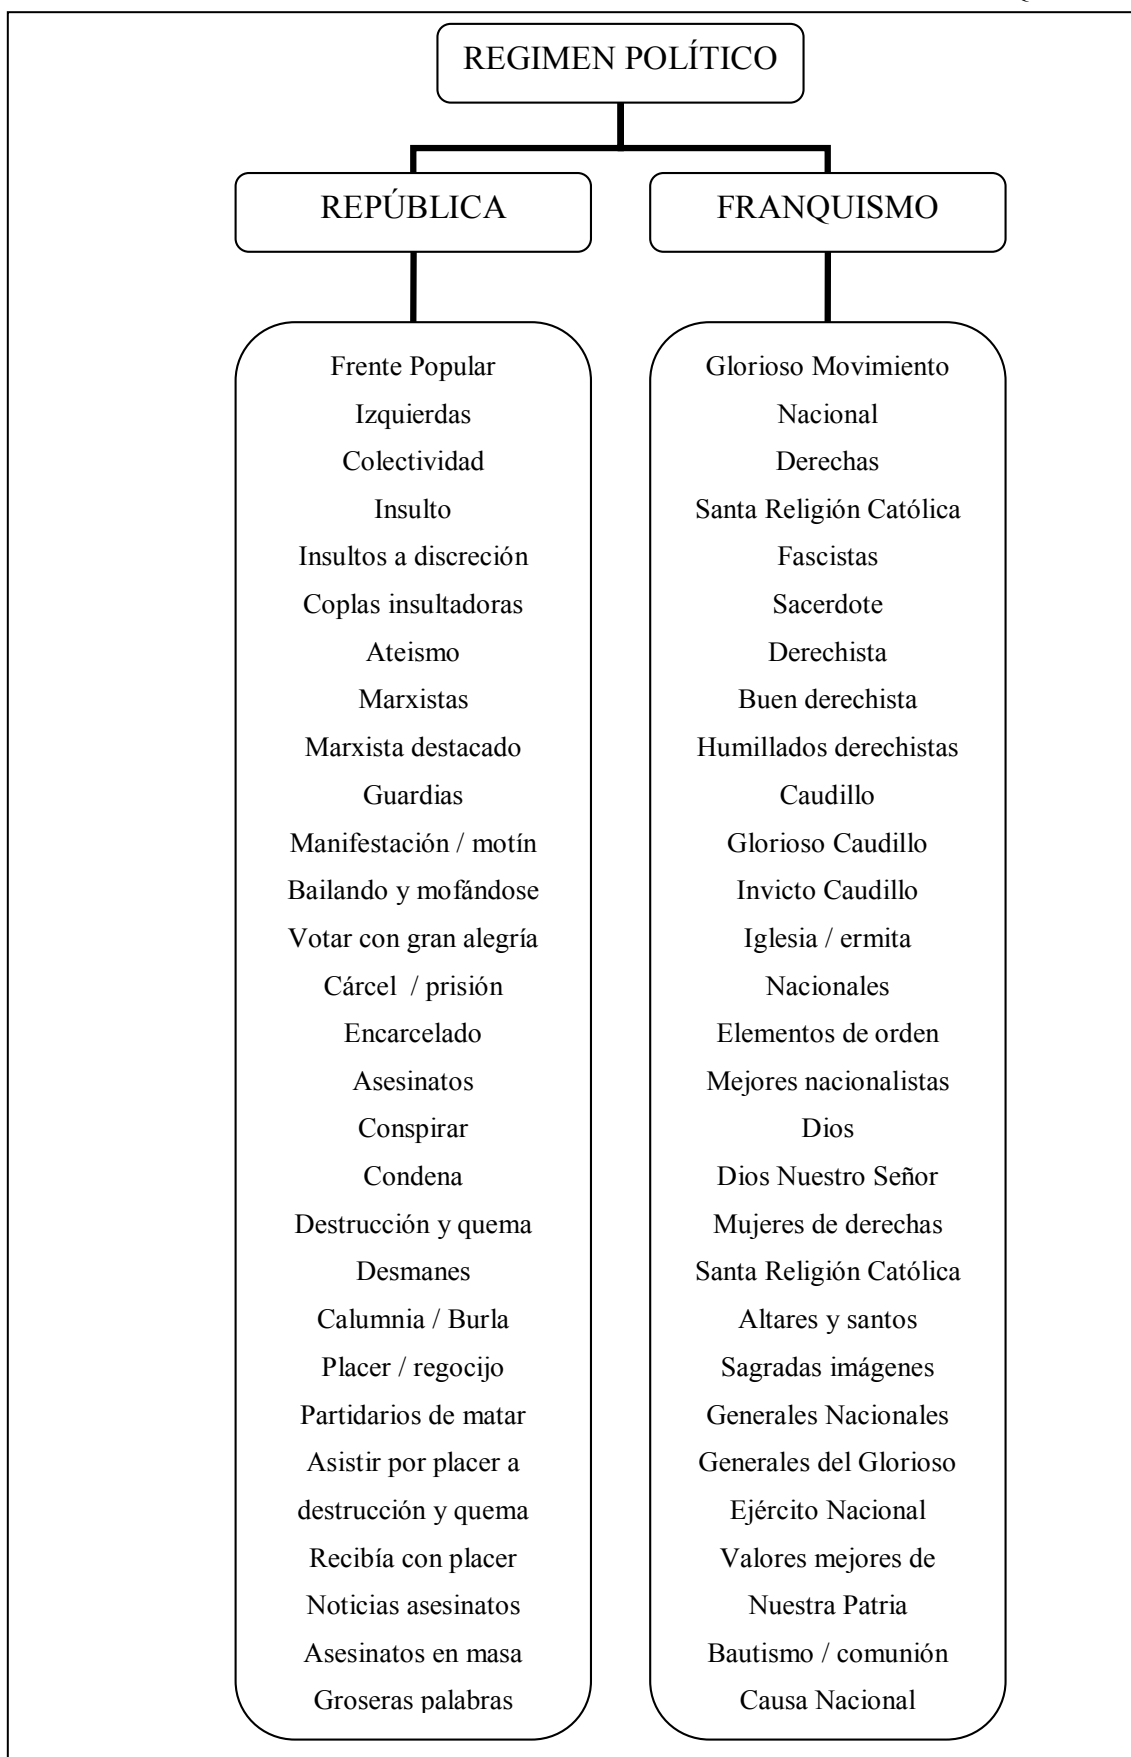 REGIMEN POLÍTICO
REPÚBLICA
Frente Popular
Izquierdas
Colectividad
Insulto
Insultos a discreción
Coplas insultadoras
Ateismo
Marxistas
Marxista destacado
Guardias
Manifestación / motín
Bailando y mofándose
Votar con gran alegría
Cárcel / prisión
Encarcelado
Asesinatos
Conspirar
Condena
Destrucción y quema
Desmanes
Calumnia / Burla
Placer / regocijo
Partidarios de matar
Asistir por placer a
destrucción y quema
Recibía con placer
Noticias asesinatos
Asesinatos en masa
Groseras palabras
FRANQUISMO
Glorioso Movimiento
Nacional
Derechas
Santa Religión Católica
Fascistas
Sacerdote
Derechista
Buen derechista
Humillados derechistas
Caudillo
Glorioso Caudillo
Invicto Caudillo
Iglesia / ermita
Nacionales
Elementos de orden
Mejores nacionalistas
Dios
Dios Nuestro Señor
Mujeres de derechas
Santa Religión Católica
Altares y santos
Sagradas imágenes
Generales Nacionales
Generales del Glorioso
Ejército Nacional
Valores mejores de
Nuestra Patria
Bautismo / comunión
Causa Nacional